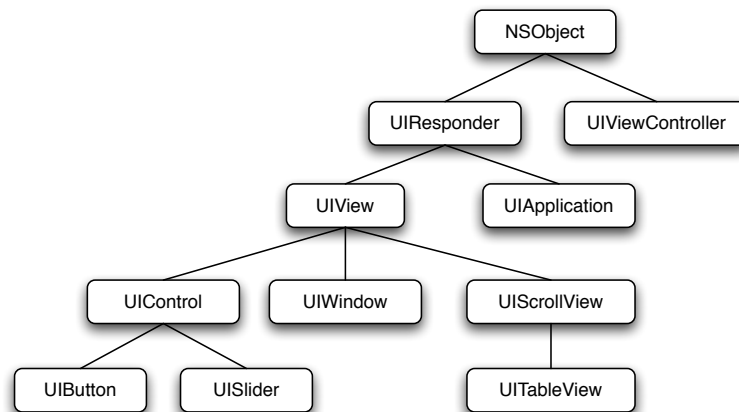 NSObject
UIResponder
UIViewController
UIView
UIApplication
UIControl
UIWindow
UIScrollView
UIButton
UISlider
UITableView